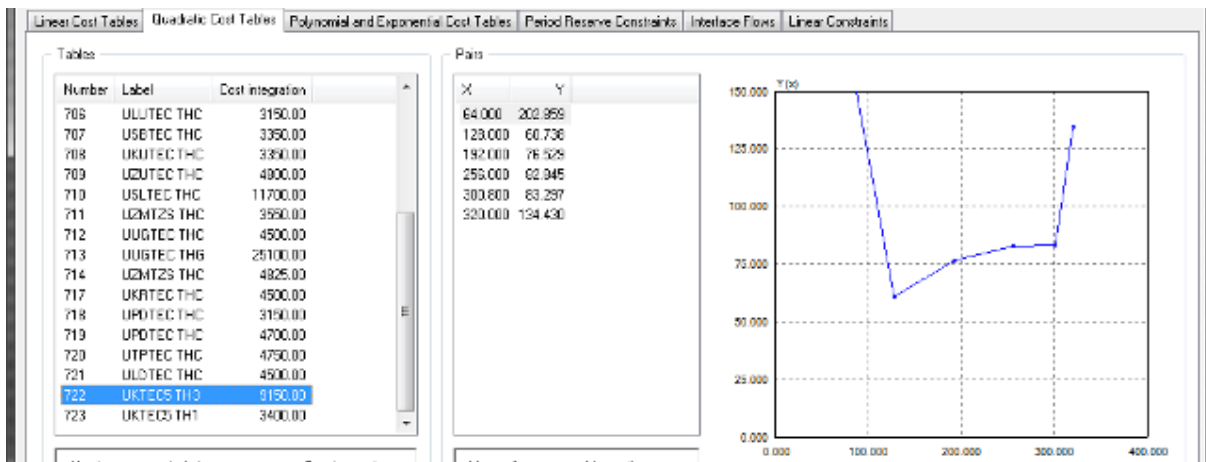 Linear Cost Tables Quadratic Cost Tables Polynomial and Exponential Cost Tables Period Reserve Constraints Interface Flows Linear Constraints
Tables
Number Label Cost integration
706 ULUTEC THC 3150.00
707 USBTEC THC 3350.00
708 UKUTEC THC 3350.00
709 UZUTEC THC 4800.00
710 USLTEC THC 11700.00
711 UZMTZS THC 3550.00
712 UUGTEC THC 4500.00
713 UUGTEC THG 25100.00
714 UZMTZS THC 4825.00
717 UKRTEC THC 4500.00
718 UPDTEC THC 3150.00
719 UPDTEC THC 4700.00
720 UTPTEC THC 4750.00
721 ULDTEC THC 4500.00
722 9150.00
723 UKTEC5 TH1 3400.00
Pairs
X Y
64.000 202.859
128.000 60.736
192.000 76.529
256.000 82.845
300.800 83.297
320.000 134.430
Y(x)
150.000
125.000
100.000
75.000
50.000
25.000
0.000
0.000 100.000 200.000 300.000 400.000